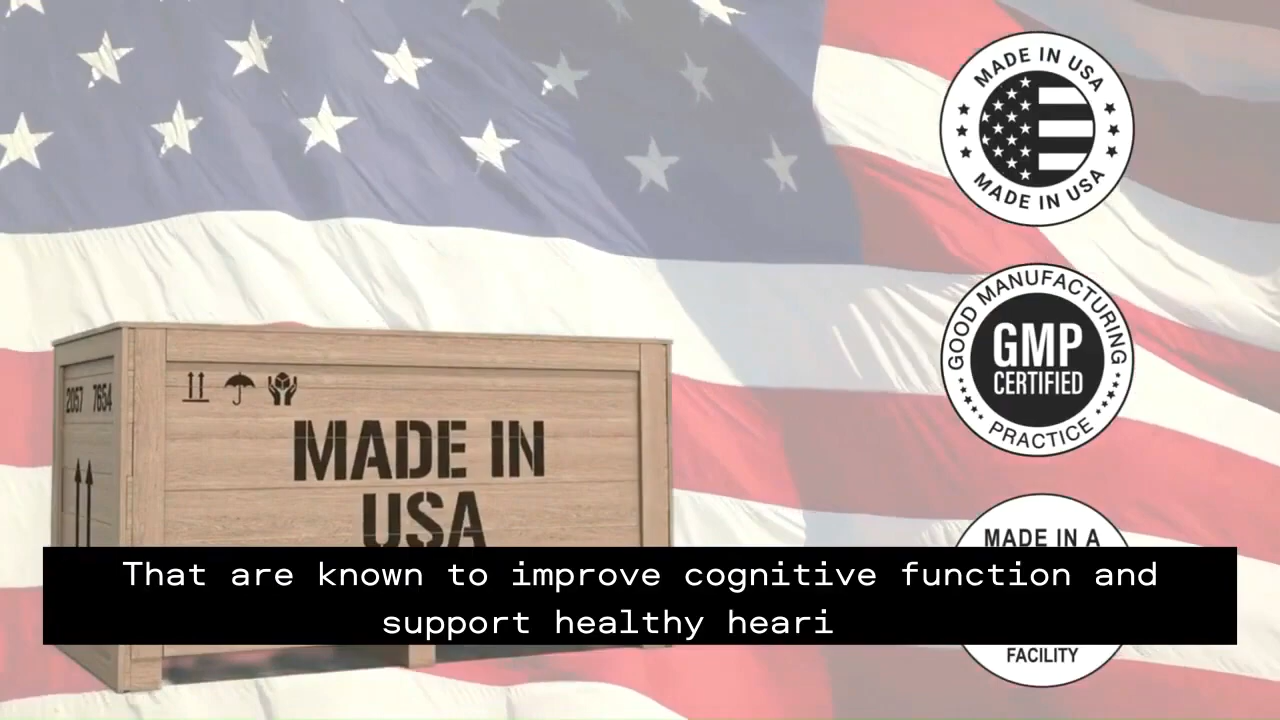 MADE IN USA
MADE IN USA
GOOD MANUFACTURING
GMP
CERTIFIED
PRACTICE
2067 7654
MADE IN
USA
MADE IN A
That are known to improve cognitive function and
support healthy heari
FACILITY